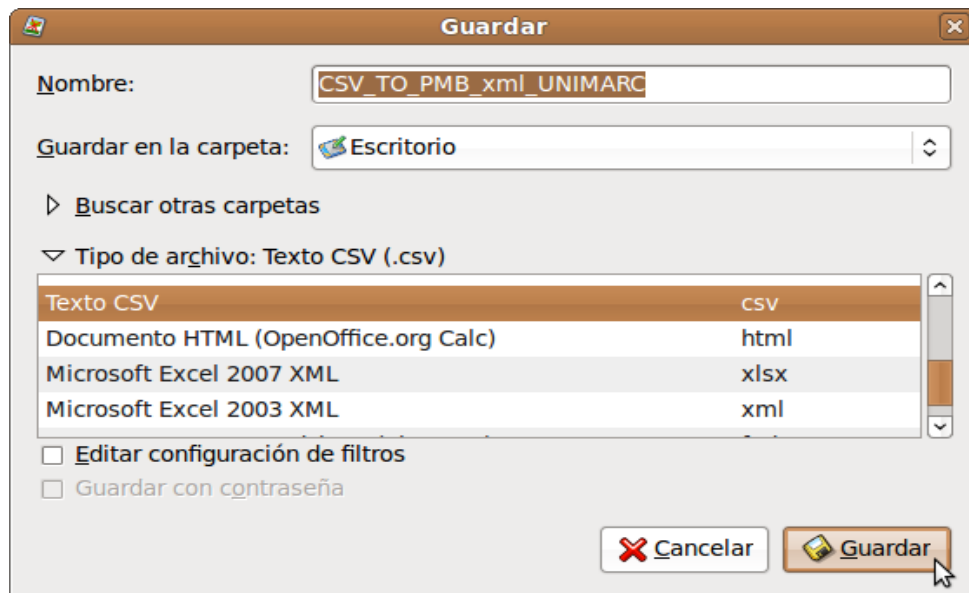 Guardar
Nombre: CSV_TO_PMB_xml_UNIMARC
Guardar en la carpeta: Escritorio
Buscar otras carpetas
Tipo de archivo: Texto CSV (.csv)
Texto CSV csv
Documento HTML (OpenOffice.org Calc) html
Microsoft Excel 2007 XML xlsx
Microsoft Excel 2003 XML xml
Editar configuración de filtros
Guardar con contraseña
Cancelar Guardar